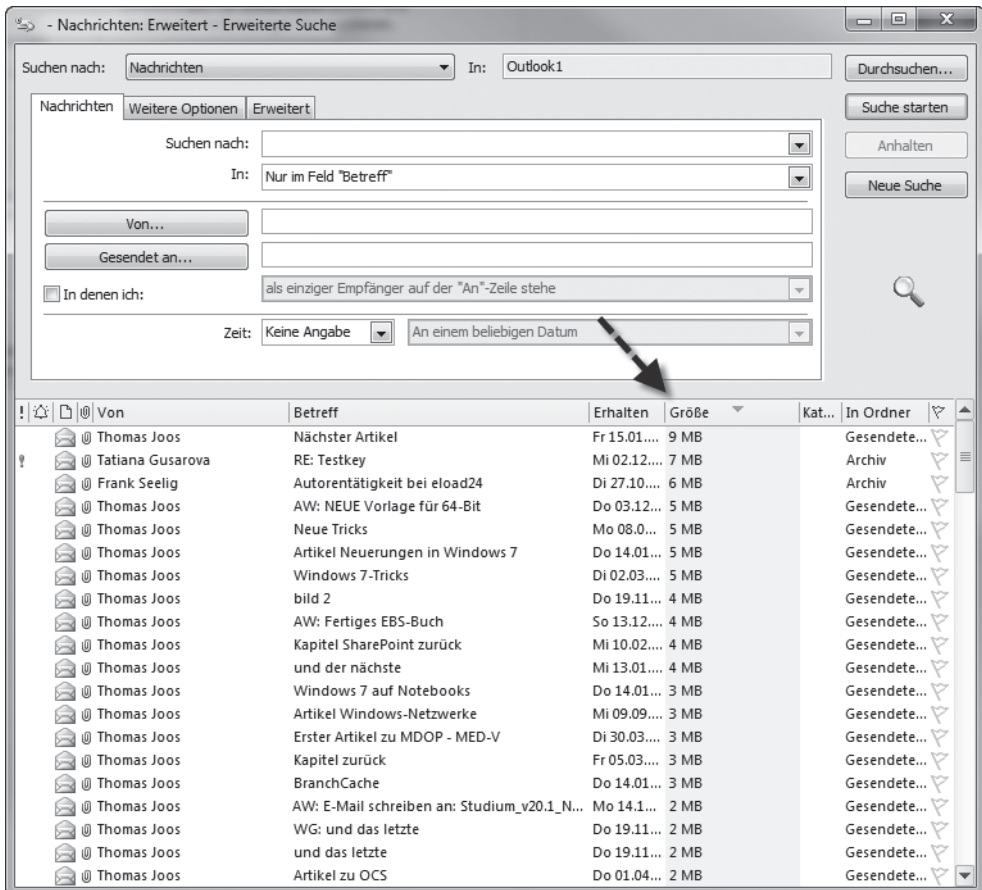 - Nachrichten: Erweitert - Erweiterte Suche
Suchen nach: Nachrichten In: Outlook1 Durchsuchen...
Nachrichten Weitere Optionen Erweitert Suche starten
Suchen nach: Anhalten
In: Nur im Feld "Betreff" Neue Suche
Von...
Gesendet an...
In denen ich: als einziger Empfänger auf der "An"-Zeile stehe
Zeit: Keine Angabe An einem beliebigen Datum
! Von Betreff Erhalten Größe Kat... In Ordner
Thomas Joos Nächster Artikel Fr 15.01.... 9 MB Gesendete...
Tatiana Gusarova RE: Testkey Mi 02.12.... 7 MB Archiv
Frank Seelig Autorentätigkeit bei eload24 Di 27.10.... 6 MB Archiv
Thomas Joos AW: NEUE Vorlage für 64-Bit Do 03.12... 5 MB Gesendete...
Thomas Joos Neue Tricks Mo 08.0... 5 MB Gesendete...
Thomas Joos Artikel Neuerungen in Windows 7 Do 14.01... 5 MB Gesendete...
Thomas Joos Windows 7-Tricks Di 02.03.... 5 MB Gesendete...
Thomas Joos bild 2 Do 19.11... 4 MB Gesendete...
Thomas Joos AW: Fertiges EBS-Buch So 13.12.... 4 MB Gesendete...
Thomas Joos Kapitel SharePoint zurück Mi 10.02.... 4 MB Gesendete...
Thomas Joos und der nächste Mi 13.01.... 4 MB Gesendete...
Thomas Joos Windows 7 auf Notebooks Do 14.01... 3 MB Gesendete...
Thomas Joos Artikel Windows-Netzwerke Mi 09.09.... 3 MB Gesendete...
Thomas Joos Erster Artikel zu MDOP - MED-V Di 30.03.... 3 MB Gesendete...
Thomas Joos Kapitel zurück Fr 05.03.... 3 MB Gesendete...
Thomas Joos BranchCache Do 14.01... 3 MB Gesendete...
Thomas Joos AW: E-Mail schreiben an: Studium_v20.1_N... Mo 14.1... 2 MB Gesendete...
Thomas Joos WG: und das letzte Do 19.11... 2 MB Gesendete...
Thomas Joos und das letzte Do 19.11... 2 MB Gesendete...
Thomas Joos Artikel zu OCS Do 01.04... 2 MB Gesendete...